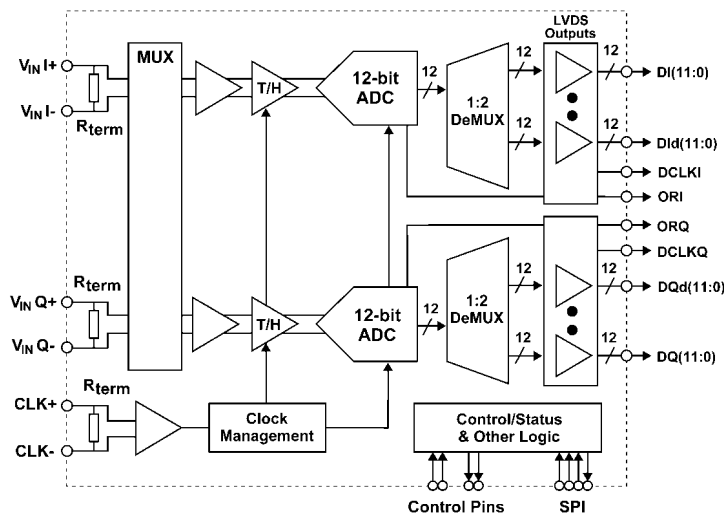 LVDS
Outputs
V_IN I+
MUX
T/H
12-bit
ADC
12
1:2
DeMUX
12
12
DI(11:0)
V_IN I-
R_term
12
12
DId(11:0)
DCLKI
ORI
ORQ
DCLKQ
R_term
V_IN Q+
T/H
12-bit
ADC
12
1:2
DeMUX
12
12
DQd(11:0)
V_IN Q-
12
12
DQ(11:0)
R_term
CLK+
CLK-
Clock
Management
Control/Status
& Other Logic
Control Pins
SPI